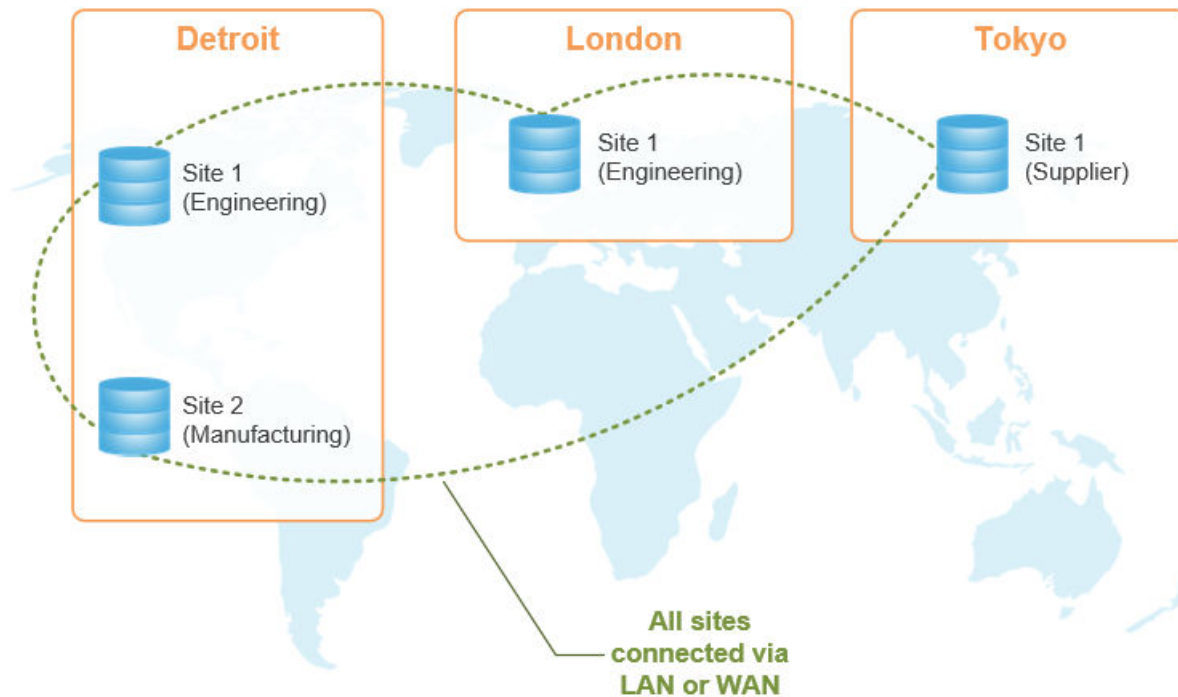 Detroit
London
Tokyo
Site 1
(Engineering)
Site 1
(Engineering)
Site 1
(Supplier)
Site 2
(Manufacturing)
All sites
connected via
LAN or WAN